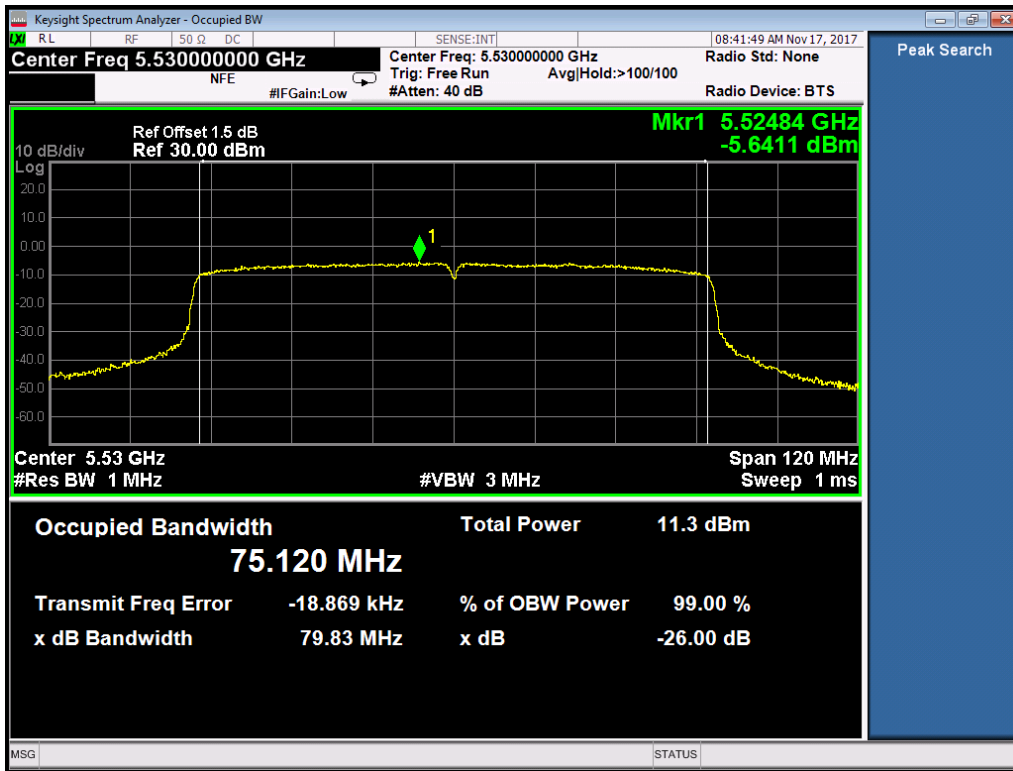 Keysight Spectrum Analyzer - Occupied BW
LXI RL RF 50 Ω DC SENSE:INT 08:41:49 AM Nov 17, 2017
Center Freq 5.530000000 GHz
NFE
#IFGain:Low
Center Freq: 5.530000000 GHz
Trig: Free Run Avg|Hold:>100/100
#Atten: 40 dB
Radio Std: None
Radio Device: BTS
Peak Search
Ref Offset 1.5 dB
10 dB/div Ref 30.00 dBm
Log
Mkr1 5.52484 GHz
-5.6411 dBm
20.0
10.0
0.00
-10.0
-20.0
-30.0
-40.0
-50.0
-60.0
1
Center 5.53 GHz Span 120 MHz
#Res BW 1 MHz #VBW 3 MHz Sweep 1 ms
Occupied Bandwidth Total Power 11.3 dBm
75.120 MHz
Transmit Freq Error -18.869 kHz % of OBW Power 99.00 %
x dB Bandwidth 79.83 MHz x dB -26.00 dB
MSG STATUS